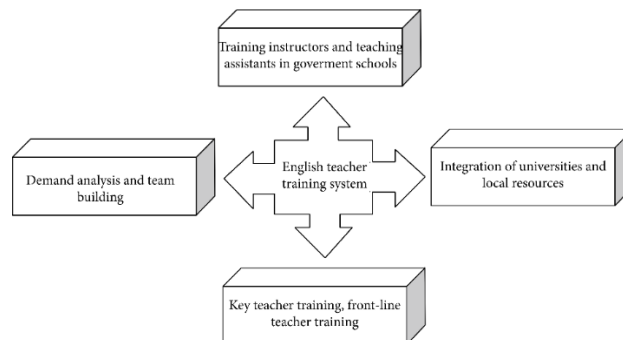 Training instructors and teaching
assistants in goverment schools
Demand analysis and team
building
English teacher
training system
Integration of universities and
local resources
Key teacher training, front-line
teacher training